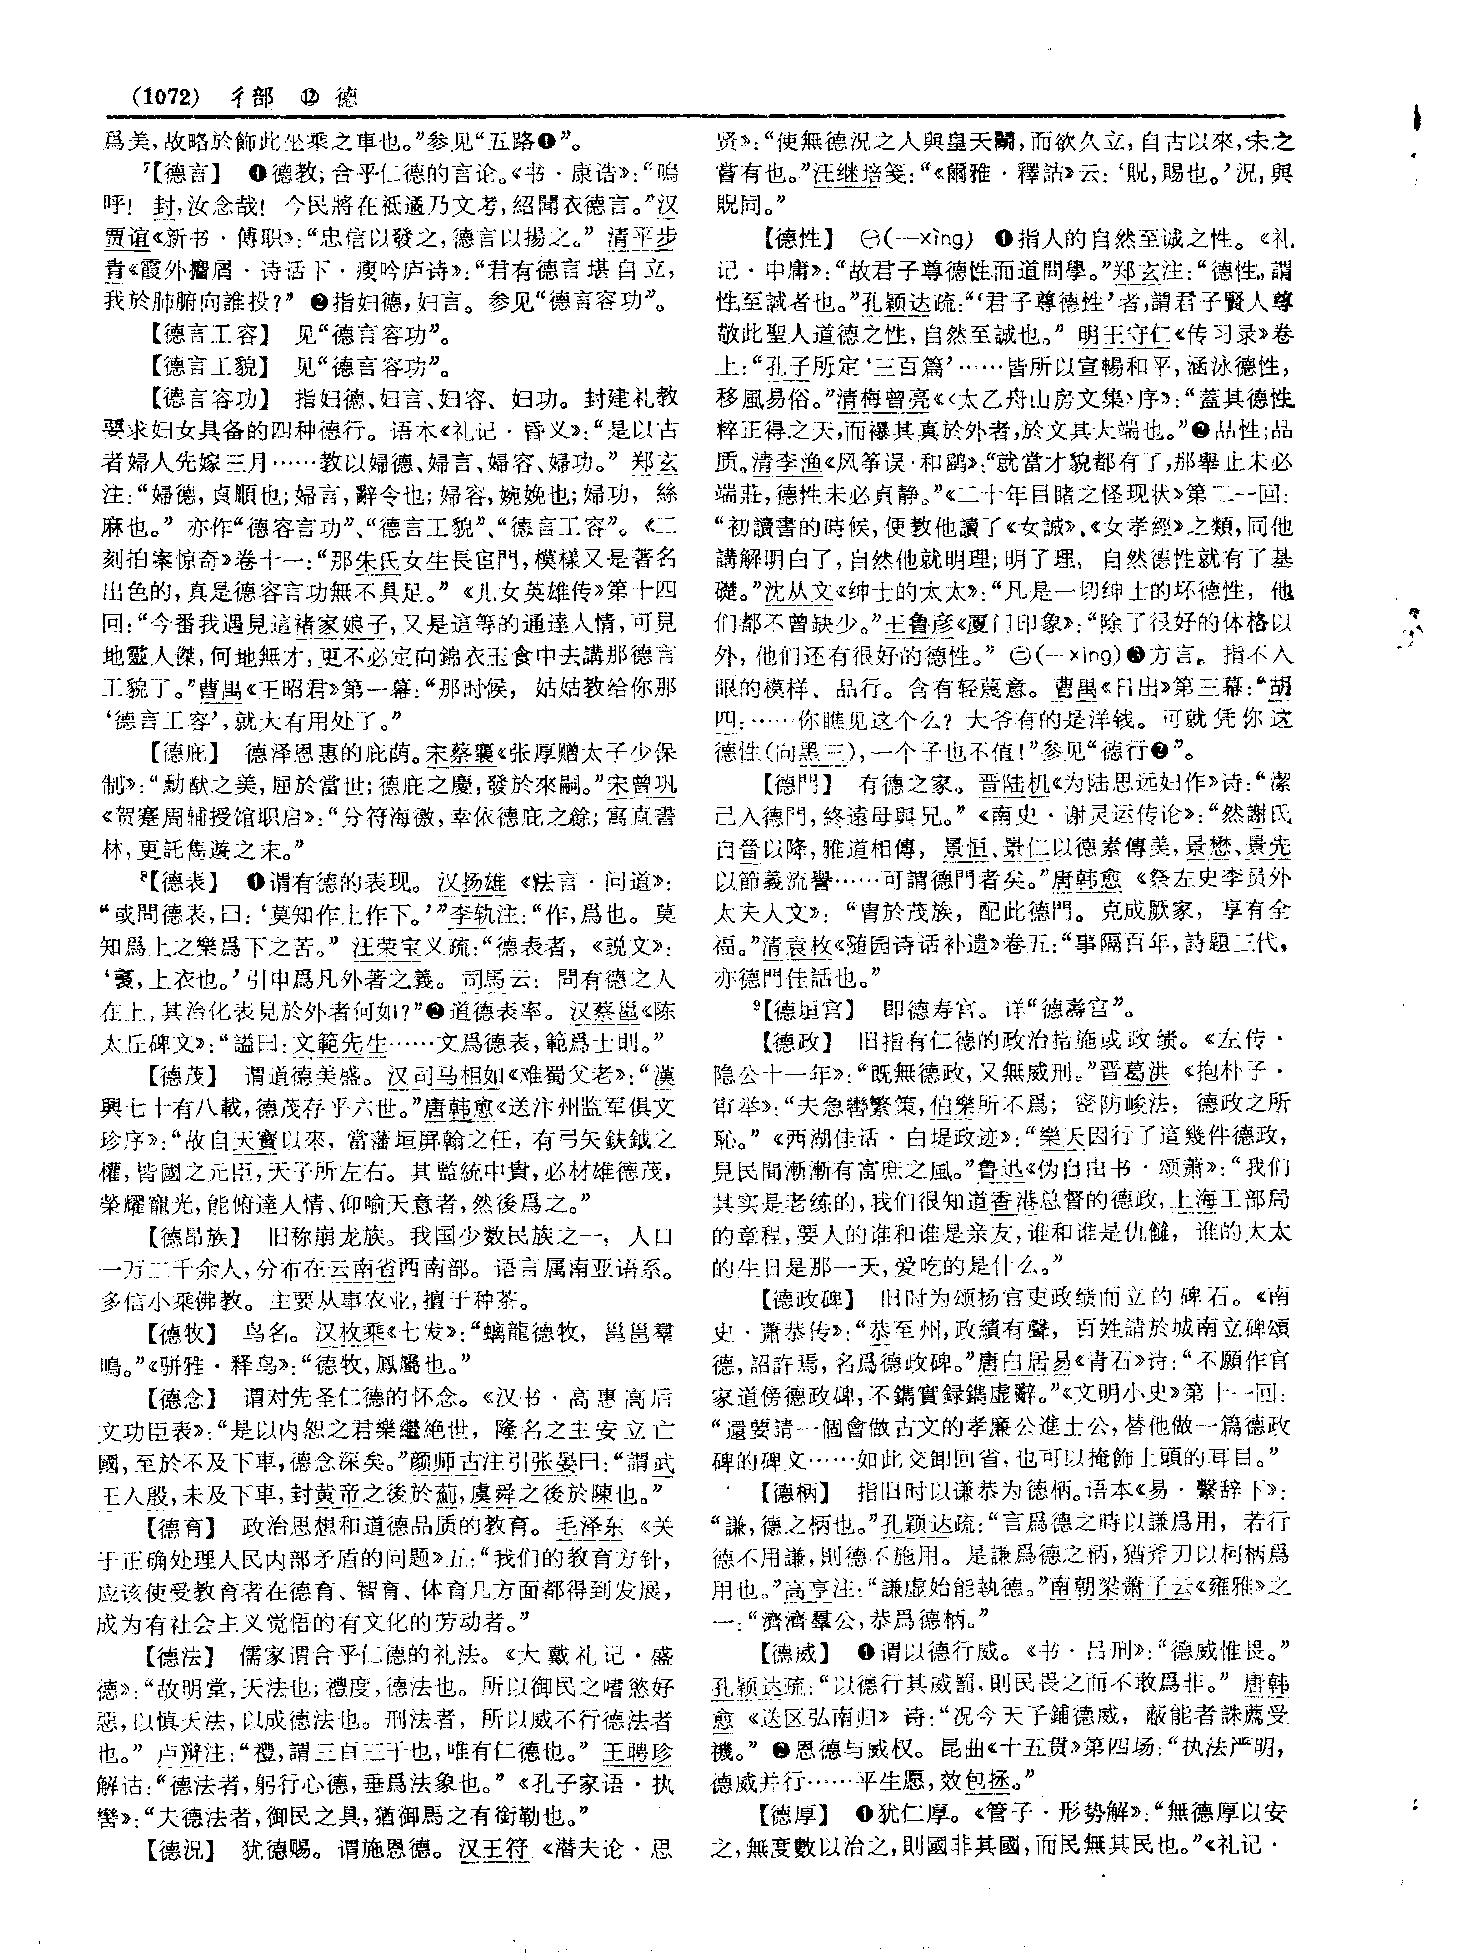 (1072) 彳部 ⑫ 德
爲美,故略於飾此坐乘之車也。”参见“五路❶”。
⁷【德言】 ❶德教;合乎仁德的言论。《书·康诰》:“嗚
呼! 封,汝念哉! 今民將在祗遹乃文考,紹聞衣德言。”汉
贾谊《新书·傅职》:“忠信以發之,德言以揚之。” 清平步
青《霞外攟屑·诗话下·瘦吟庐诗》:“君有德言堪自立,
我於肺腑向誰投?” ❷指妇德,妇言。参见“德言容功”。
【德言工容】 见“德言容功”。
【德言工貌】 见“德言容功”。
【德言容功】 指妇德、妇言、妇容、妇功。封建礼教
要求妇女具备的四种德行。语本《礼记·昏义》:“是以古
者婦人先嫁三月……教以婦德、婦言、婦容、婦功。” 郑玄
注:“婦德,貞順也;婦言,辭令也;婦容,婉娩也;婦功,絲
麻也。” 亦作“德容言功”、“德言工貌”、“德言工容”。《二
刻拍案惊奇》卷十一:“那朱氏女生長宦門,模樣又是著名
出色的,真是德容言功無不具足。” 《儿女英雄传》第十四
回:“今番我遇見這褚家娘子,又是這等的通達人情,可見
地靈人傑,何地無才,更不必定向錦衣玉食中去講那德言
工貌了。”曹禺《王昭君》第一幕:“那时候,姑姑教给你那
‘德言工容’,就大有用处了。”
【德庇】 德泽恩惠的庇荫。宋蔡襄《张厚赠太子少保
制》:“勳猷之美,屈於當世;德庇之慶,發於來嗣。”宋曾巩
《贺蹇周辅授馆职启》:“分符海徼,幸依德庇之餘;寓直書
林,更託雋遊之末。”
⁸【德表】 ❶谓有德的表现。汉扬雄《法言·问道》:
“或問德表,曰:‘莫知作上作下。’”李轨注:“作,爲也。莫
知爲上之樂爲下之苦。” 汪荣宝义疏:“德表者,《説文》:
‘表,上衣也。’引申爲凡外著之義。司馬云:問有德之人
在上,其治化表見於外者何如?”❷道德表率。汉蔡邕《陈
太丘碑文》:“謚曰:文範先生……文爲德表,範爲士則。”
【德茂】 谓道德美盛。汉司马相如《难蜀父老》:“漢
興七十有八載,德茂存乎六世。”唐韩愈《送汴州监军俱文
珍序》:“故自天寶以來,當藩垣屏翰之任,有弓矢鈇鉞之
權,皆國之元臣,天子所左右。其監統中貴,必材雄德茂,
榮耀寵光,能俯達人情、仰喻天意者,然後爲之。”
【德昂族】 旧称崩龙族。我国少数民族之一,人口
一万二千余人,分布在云南省西南部。语言属南亚语系。
多信小乘佛教。主要从事农业,擅于种茶。
【德牧】 鸟名。汉枚乘《七发》:“螭龍德牧,邕邕羣
鳴。”《骈雅·释鸟》:“德牧,鳳屬也。”
【德念】 谓对先圣仁德的怀念。《汉书·高惠高后
文功臣表》:“是以内恕之君樂繼絶世,隆名之主安立亡
國,至於不及下車,德念深矣。”颜师古注引张晏曰:“謂武
王入殷,未及下車,封黄帝之後於薊,虞舜之後於陳也。”
【德育】 政治思想和道德品质的教育。毛泽东《关
于正确处理人民内部矛盾的问题》五:“我们的教育方针,
应该使受教育者在德育、智育、体育几方面都得到发展,
成为有社会主义觉悟的有文化的劳动者。”
【德法】 儒家谓合乎仁德的礼法。《大戴礼记·盛
德》:“故明堂,天法也;禮度,德法也。所以御民之嗜慾好
惡,以慎天法,以成德法也。刑法者,所以威不行德法者
也。” 卢辩注:“禮,謂三百三千也,唯有仁德也。” 王聘珍
解诂:“德法者,躬行心德,垂爲法象也。” 《孔子家语·执
轡》:“夫德法者,御民之具,猶御馬之有銜勒也。”
【德況】 犹德赐。谓施恩德。汉王符《潜夫论·思
贤》:“使無德況之人與皇天鬭,而欲久立,自古以來,未之
嘗有也。”汪继培笺:“《爾雅·釋詁》云:‘貺,賜也。’況,與
貺同。”
【德性】 ㊀(—xìng) ❶指人的自然至诚之性。《礼
记·中庸》:“故君子尊德性而道問學。”郑玄注:“德性,謂
性至誠者也。”孔颖达疏:“‘君子尊德性’者,謂君子賢人尊
敬此聖人道德之性,自然至誠也。” 明王守仁《传习录》卷
上:“孔子所定‘三百篇’……皆所以宣暢和平,涵泳德性,
移風易俗。”清梅曾亮《〈太乙舟山房文集〉序》:“蓋其德性
粹正得之天,而襮其真於外者,於文其大端也。”❷品性;品
质。清李渔《风筝误·和鹞》:“就當才貌都有了,那舉止未必
端莊,德性未必貞静。”《二十年目睹之怪现状》第二一回:
“初讀書的時候,便教他讀了《女誡》、《女孝經》之類,同他
講解明白了,自然他就明理;明了理,自然德性就有了基
礎。”沈从文《绅士的太太》:“凡是一切绅士的坏德性,他
们都不曾缺少。”王鲁彦《厦门印象》:“除了很好的体格以
外,他们还有很好的德性。” ㊁(—xing)❸方言。指不入
眼的模样、品行。含有轻蔑意。曹禺《日出》第三幕:“胡
四:……你瞧见这个么?大爷有的是洋钱。可就凭你这
德性(向黑三),一个子也不值!”参见“德行❷”。
【德門】 有德之家。晋陆机《为陆思远妇作》诗:“潔
己入德門,終遠母與兄。” 《南史·谢灵运传论》:“然謝氏
自晉以降,雅道相傳,景恒、景仁以德素傳美,景懋、景先
以節義流譽……可謂德門者矣。”唐韩愈《祭左史李员外
太夫人文》:“胄於茂族,配此德門。克成厥家,享有全
福。”清袁枚《随园诗话补遗》卷五:“事隔百年,詩題三代,
亦德門佳話也。”
⁹【德垣宫】 即德寿宫。详“德壽宫”。
【德政】 旧指有仁德的政治措施或政绩。《左传·
隐公十一年》:“既無德政,又無威刑。”晋葛洪《抱朴子·
审举》:“夫急轡繁策,伯樂所不爲;密防峻法,德政之所
恥。” 《西湖佳话·白堤政迹》:“樂天因行了這幾件德政,
見民間漸漸有富庶之風。”鲁迅《伪自由书·颂萧》:“我们
其实是老练的,我们很知道香港总督的德政,上海工部局
的章程,要人的谁和谁是亲友,谁和谁是仇雠,谁的太太
的生日是那一天,爱吃的是什么。”
【德政碑】 旧时为颂扬官吏政绩而立的碑石。《南
史·萧恭传》:“恭至州,政績有聲,百姓請於城南立碑頌
德,詔許焉,名爲德政碑。”唐白居易《青石》诗:“不願作官
家道傍德政碑,不鐫實録鐫虚辭。”《文明小史》第十一回:
“還要請一個會做古文的孝廉公進士公,替他做一篇德政
碑的碑文……如此交卸回省,也可以掩飾上頭的耳目。”
【德柄】 指旧时以谦恭为德柄。语本《易·繫辞下》:
“謙,德之柄也。”孔颖达疏:“言爲德之時以謙爲用,若行
德不用謙,則德不施用。是謙爲德之柄,猶斧刀以柯柄爲
用也。”高亨注:“謙虚始能執德。”南朝梁萧子云《雍雅》之
一:“濟濟羣公,恭爲德柄。”
【德威】 ❶谓以德行威。《书·吕刑》:“德威惟畏。”
孔颖达疏:“以德行其威罰,則民畏之而不敢爲非。” 唐韩
愈《送区弘南归》诗:“况今天子鋪德威,蔽能者誅薦受
禨。” ❷恩德与威权。昆曲《十五贯》第四场:“执法严明,
德威并行……平生愿,效包拯。”
【德厚】 ❶犹仁厚。《管子·形势解》:“無德厚以安
之,無度數以治之,則國非其國,而民無其民也。”《礼记·